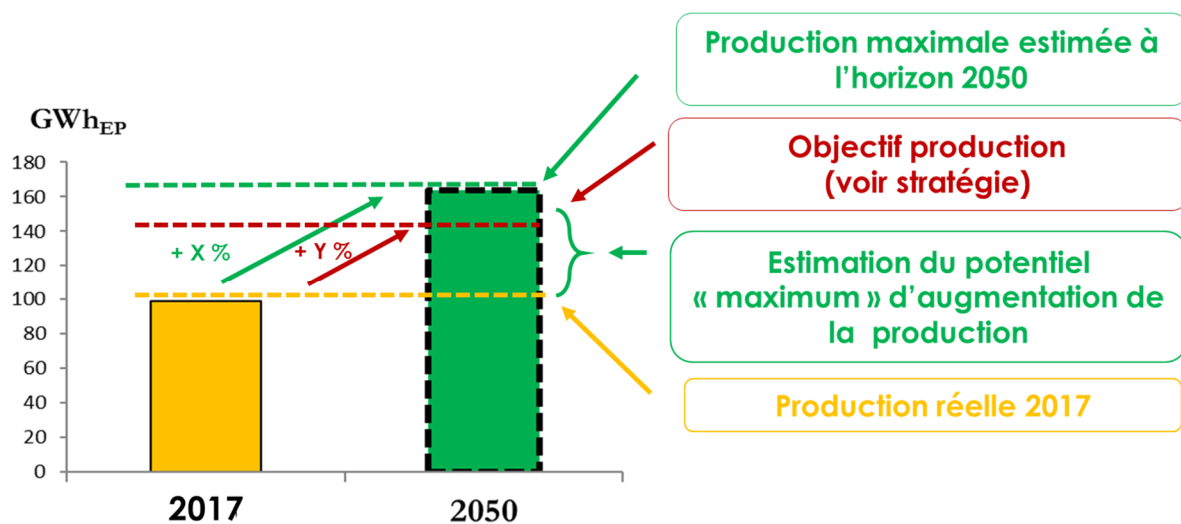 Production maximale estimée à
l'horizon 2050
GWhEP
Objectif production
(voir stratégie)
180
160
140
120
100
80
60
40
20
0
+ X %
+ Y %
Estimation du potentiel
« maximum » d'augmentation de
la production
Production réelle 2017
2017
2050